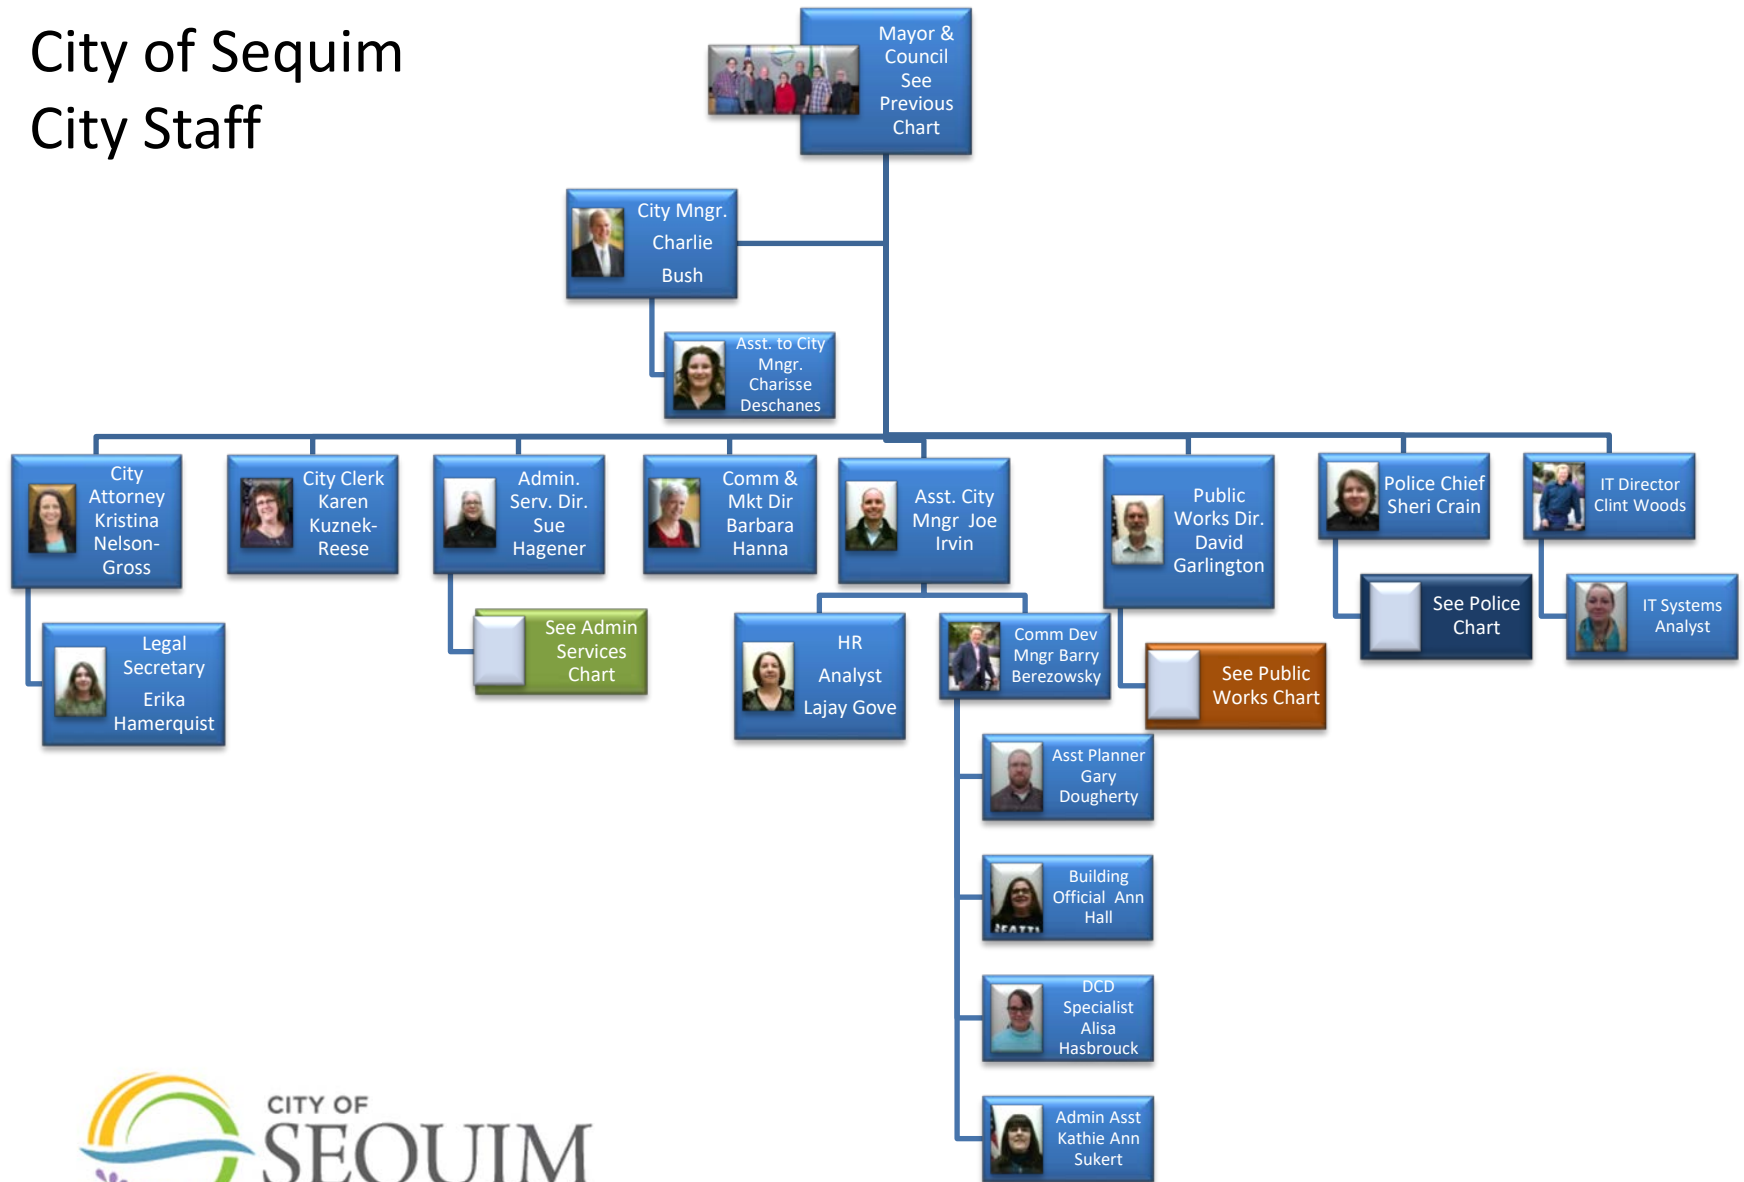 City of Sequim
City Staff
Mayor &
Council
See
Previous
Chart
City Mngr.
Charlie
Bush
Asst. to City
Mngr.
Charisse
Deschanes
City
Attorney
Kristina
Nelson-
Gross
City Clerk
Karen
Kuznek-
Reese
Admin.
Serv. Dir.
Sue
Hagener
Comm &
Mkt Dir
Barbara
Hanna
Asst. City
Mngr Joe
Irvin
Public
Works Dir.
David
Garlington
Police Chief
Sheri Crain
IT Director
Clint Woods
Legal
Secretary
Erika
Hamerquist
See Admin
Services
Chart
HR
Analyst
Lajay Gove
Comm Dev
Mngr Barry
Berezowsky
See Public
Works Chart
See Police
Chart
IT Systems
Analyst
Asst Planner
Gary
Dougherty
Building
Official Ann
Hall
DCD
Specialist
Alisa
Hasbrouck
Admin Asst
Kathie Ann
Sukert
CITY OF
SEQUIM